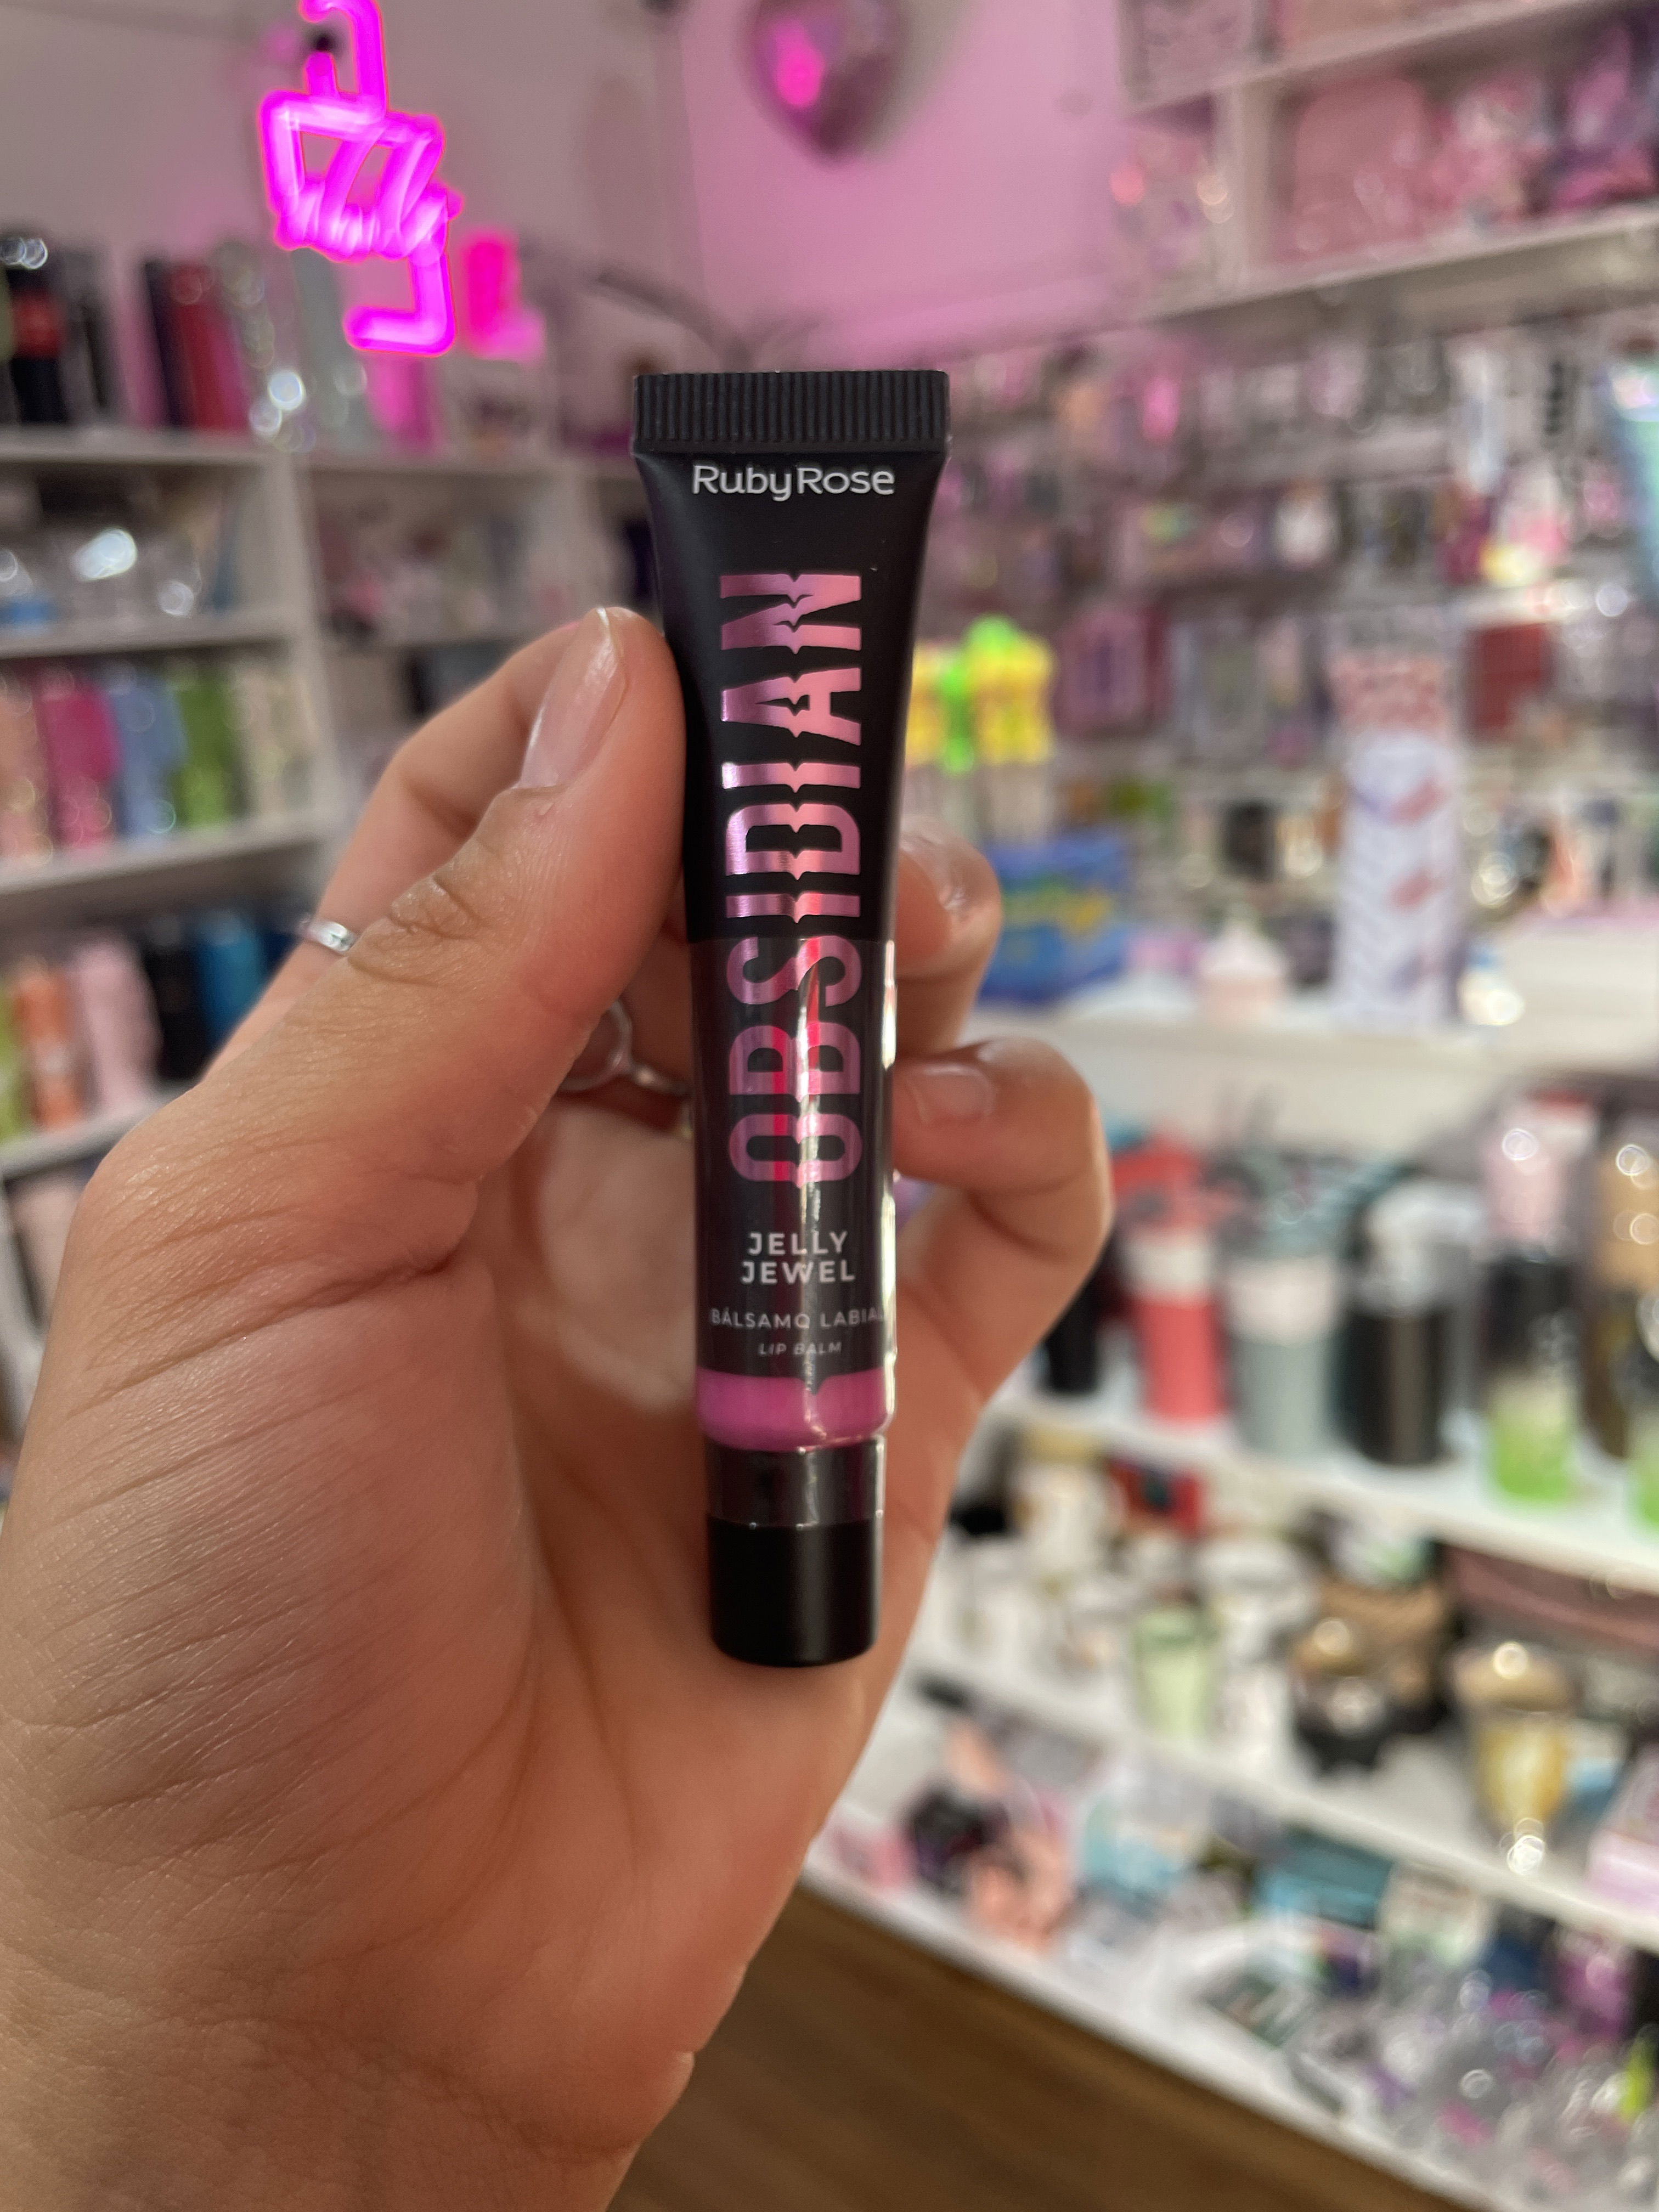 RubyRose
OBSIDIAN
JELLY
JEWEL
BÁLSAMO LABIAL
LIP BALM